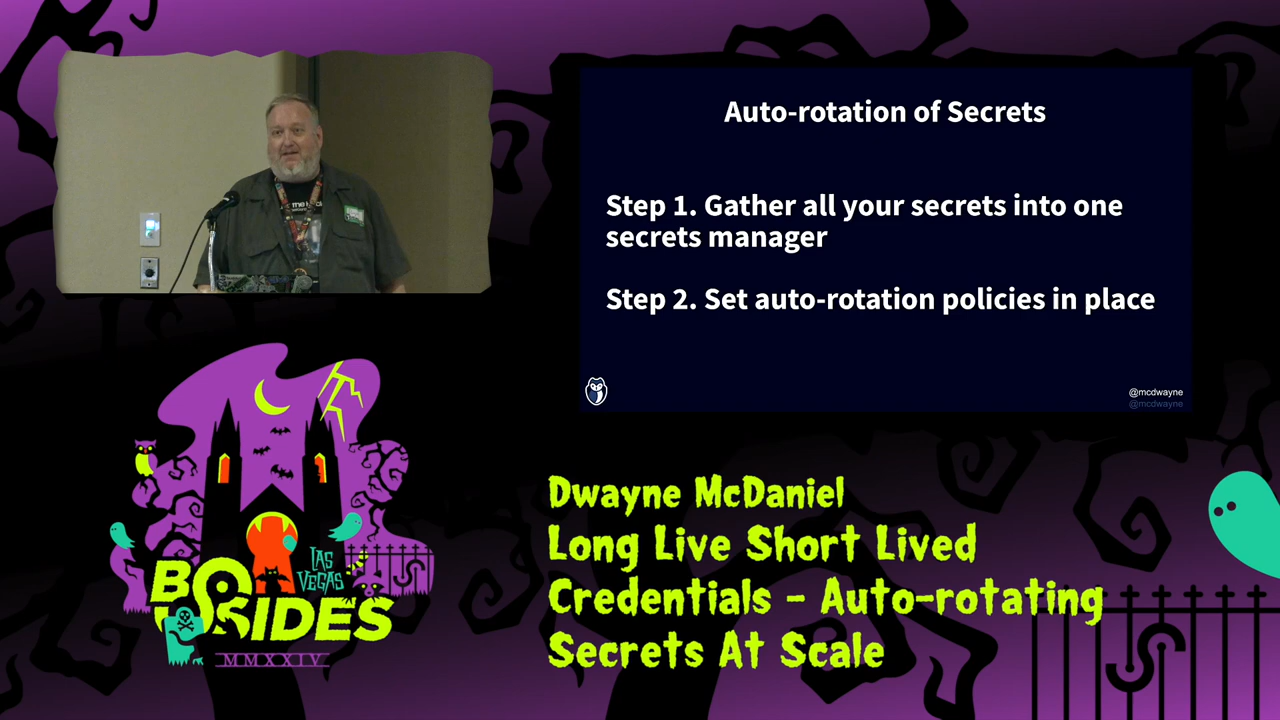 Auto-rotation of Secrets
Step 1. Gather all your secrets into one
secrets manager
Step 2. Set auto-rotation policies in place
@mcdwayne
@mcdwayne
LAS
VEGAS
BSIDES
MMXXIV
Dwayne McDaniel
Long Live Short Lived
Credentials - Auto-rotating
Secrets At Scale